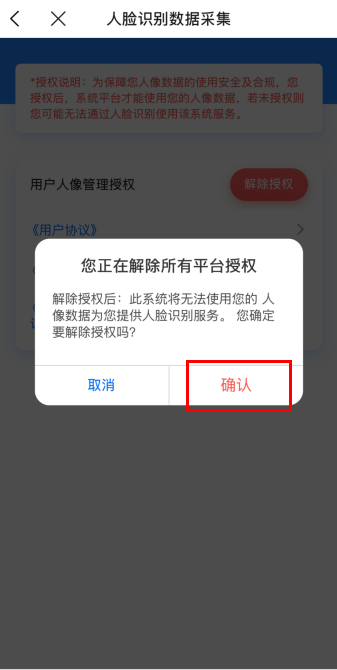 人脸识别数据采集
*授权说明：为保障您人像数据的使用安全及合规，您
授权后，系统平台才能使用您的人像数据，若未授权则
您可能无法通过人脸识别使用该系统服务。
用户人像管理授权
解除授权
《用户协议》
您正在解除所有平台授权
解除授权后：此系统将无法使用您的 人
像数据为您提供人脸识别服务。 您确定
要解除授权吗？
取消
确认